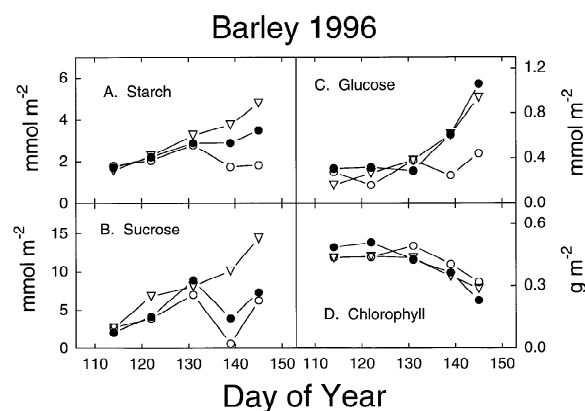 Barley 1996
6
4
2
0
mmol m-2
A. Starch
C. Glucose
1.2
0.8
0.4
0.0
mmol m-2
15
10
5
0
mmol m-2
B. Sucrose
D. Chlorophyll
0.6
0.3
0.0
g m-2
110 120 130 140 150
110 120 130 140 150
Day of Year